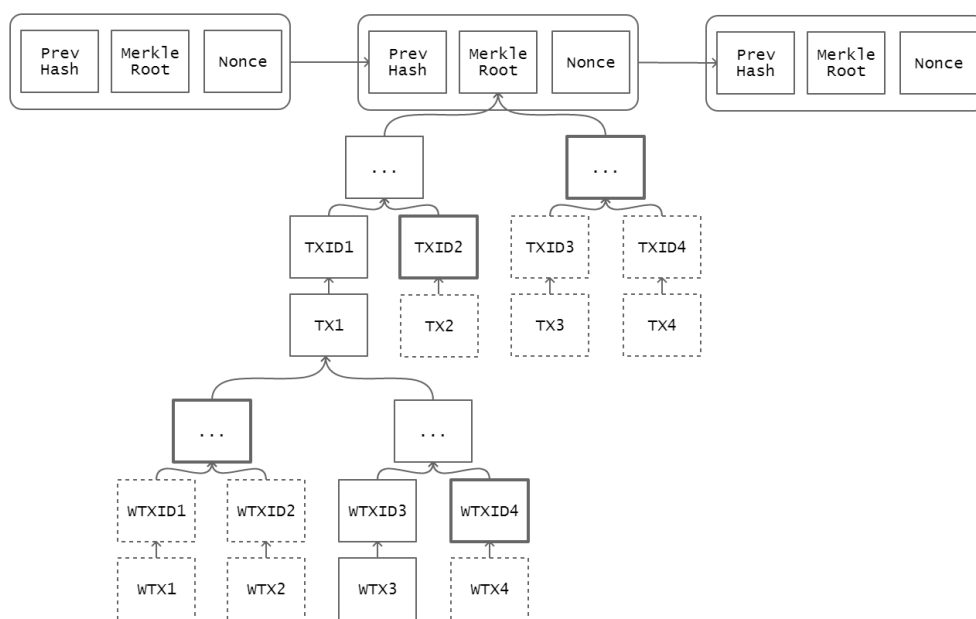 Prev
Hash
Merkle
Root
Nonce
Prev
Hash
Merkle
Root
Nonce
Prev
Hash
Merkle
Root
Nonce
...
...
TXID1
TXID2
TXID3
TXID4
TX1
TX2
TX3
TX4
...
...
WTXID1
WTXID2
WTXID3
WTXID4
WTX1
WTX2
WTX3
WTX4